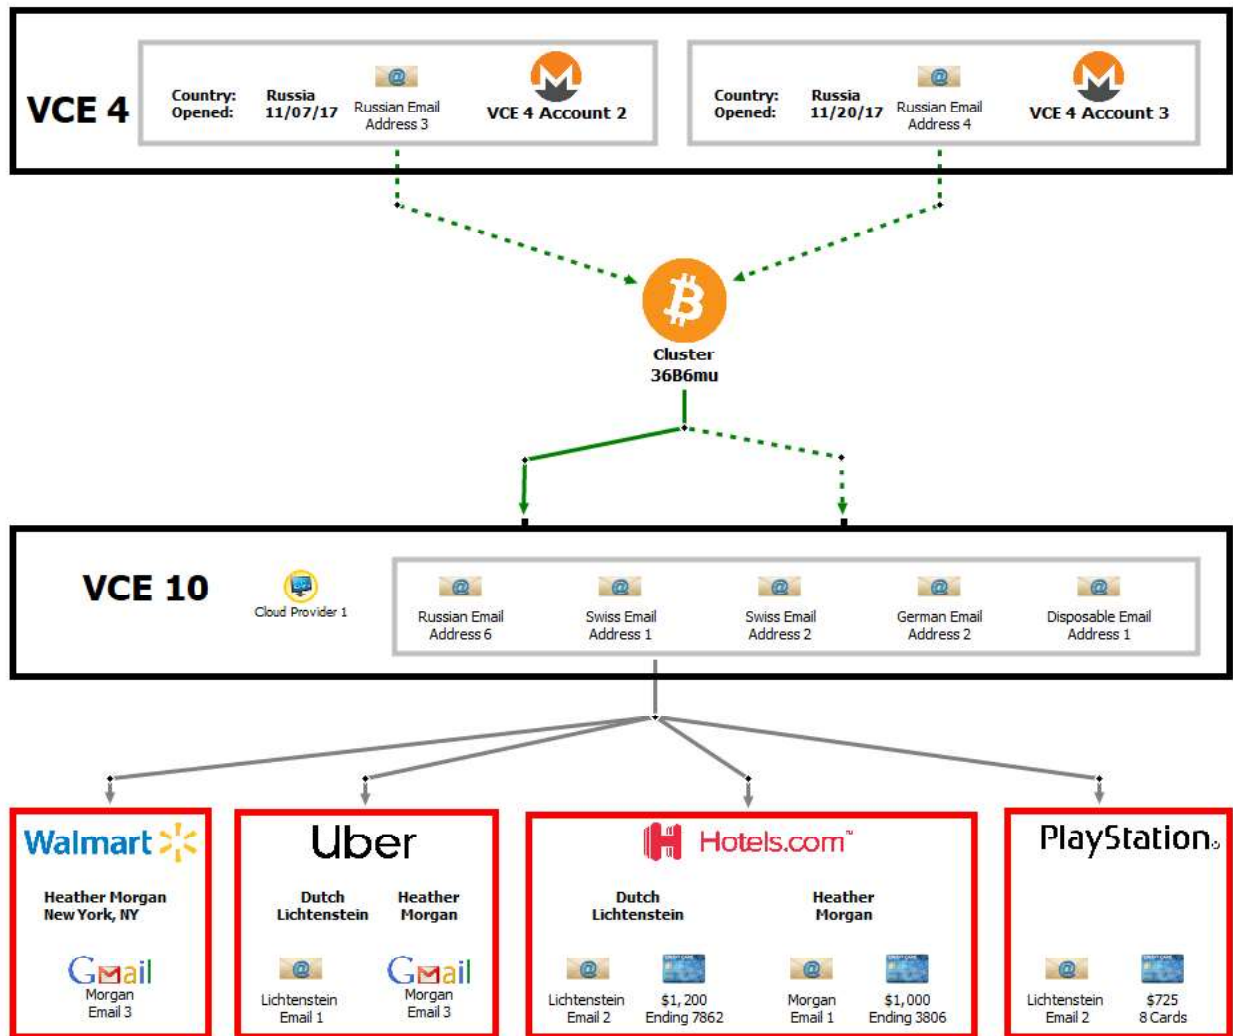 VCE 4
Country: Russia
Opened: 11/07/17
Russian Email
Address 3
VCE 4 Account 2
Country: Russia
Opened: 11/20/17
Russian Email
Address 4
VCE 4 Account 3
Cluster
36B6mu
VCE 10
Cloud Provider 1
Russian Email
Address 6
Swiss Email
Address 1
Swiss Email
Address 2
German Email
Address 2
Disposable Email
Address 1
Walmart
Heather Morgan
New York, NY
Gmail
Morgan
Email 3
Uber
Dutch
Lichtenstein
Heather
Morgan
Lichtenstein
Email 1
Gmail
Morgan
Email 3
Hotels.com™
Dutch
Lichtenstein
Heather
Morgan
Lichtenstein
Email 2
$1,200
Ending 7862
Morgan
Email 1
$1,000
Ending 3806
PlayStation®
Lichtenstein
Email 2
$725
8 Cards